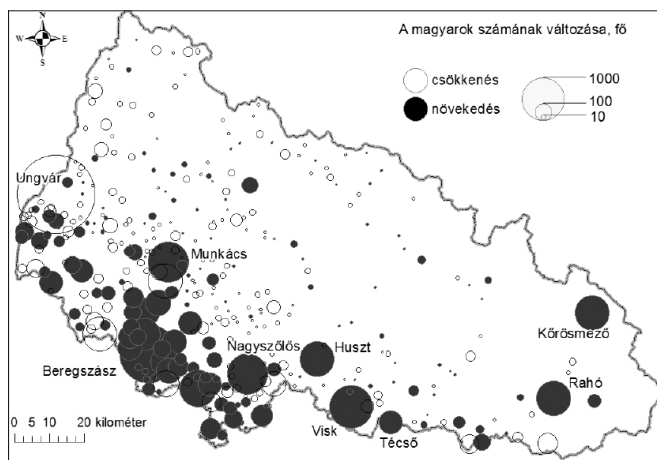 N
W E
S
A magyarok számának változása, fő
csökkenés
növekedés
1000
100
10
Ungvár
Munkács
Kőrösmező
Nagyszőlős
Huszt
Beregszász
Rahó
Visk
Técső
0 5 10 20 kilométer